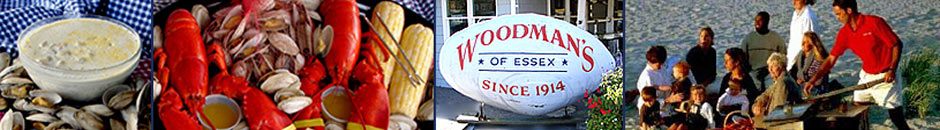 WOODMAN'S
OF ESSEX
SINCE 1914